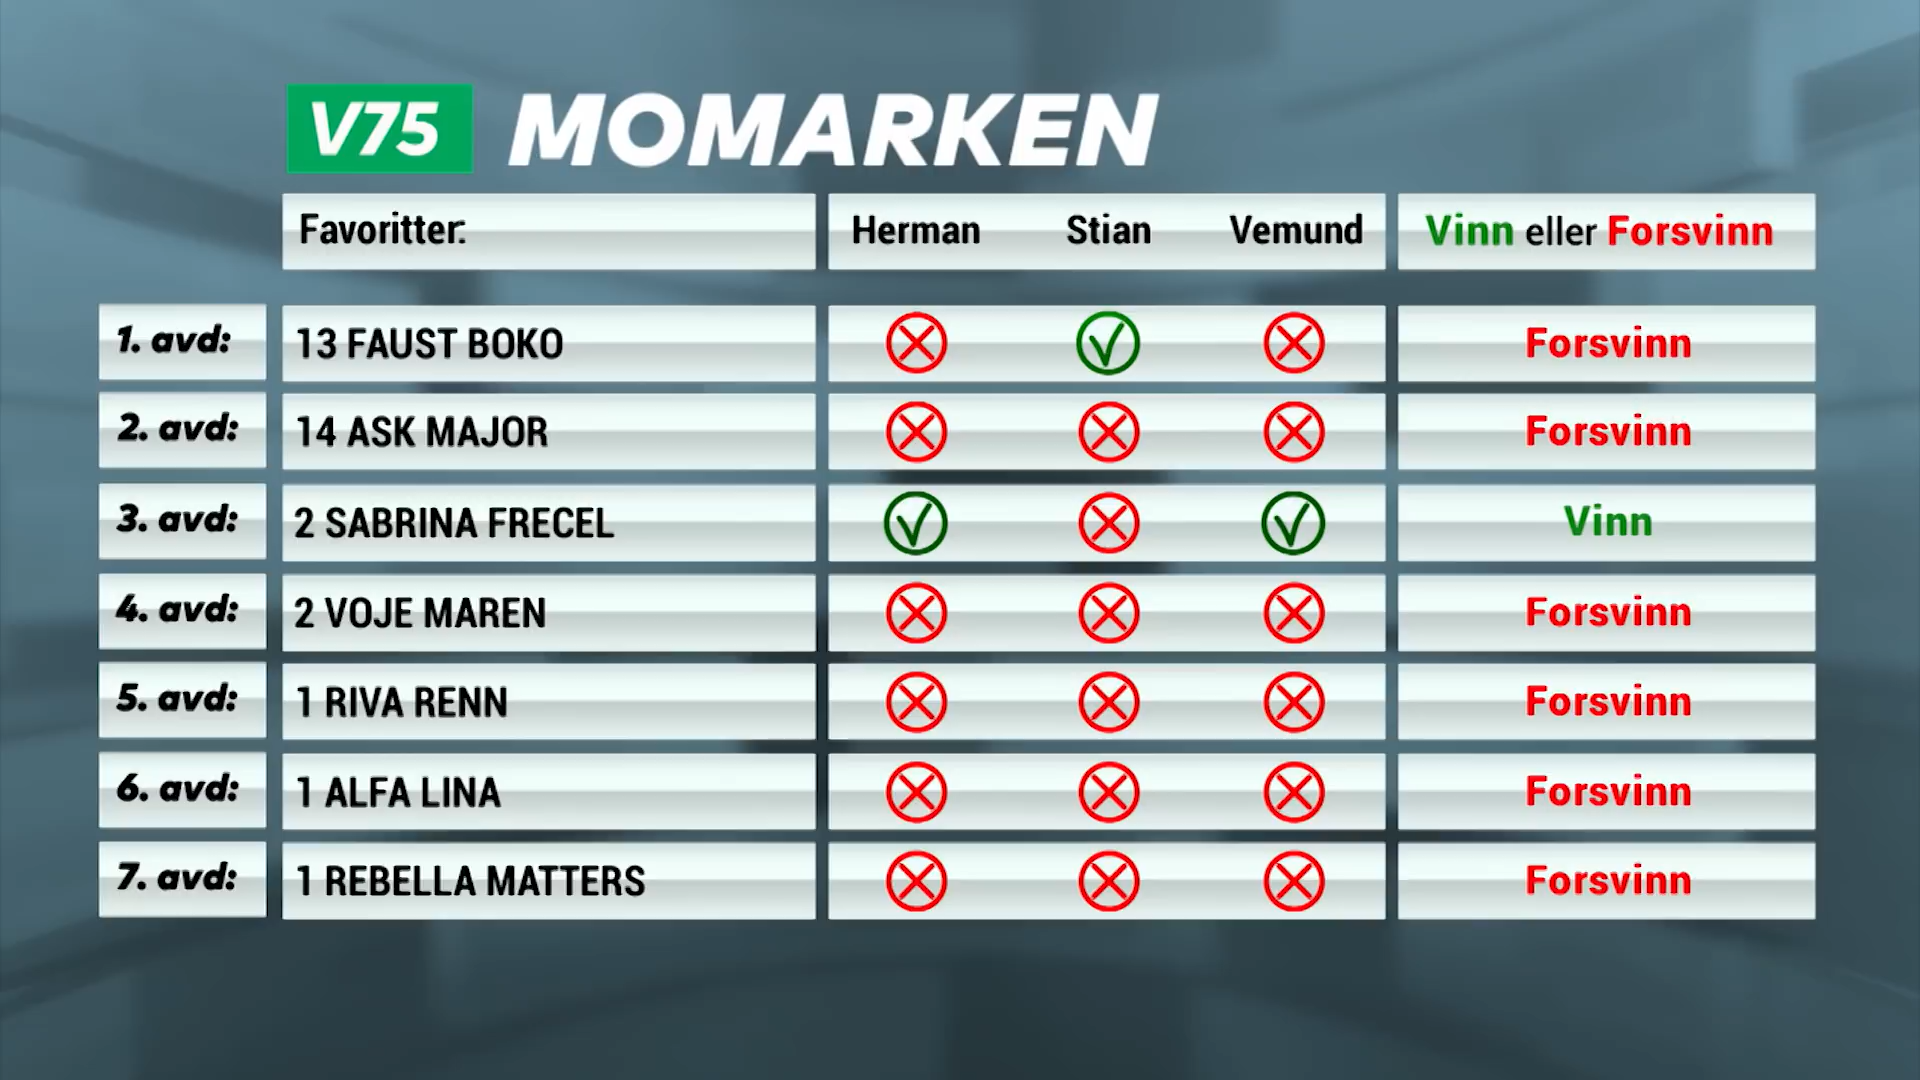 V75 MOMARKEN
Favoritter: Herman Stian Vemund Vinn eller Forsvinn
1. avd: 13 FAUST BOKO Forsvinn
2. avd: 14 ASK MAJOR Forsvinn
3. avd: 2 SABRINA FRECEL Vinn
4. avd: 2 VOJE MAREN Forsvinn
5. avd: 1 RIVA RENN Forsvinn
6. avd: 1 ALFA LINA Forsvinn
7. avd: 1 REBELLA MATTERS Forsvinn